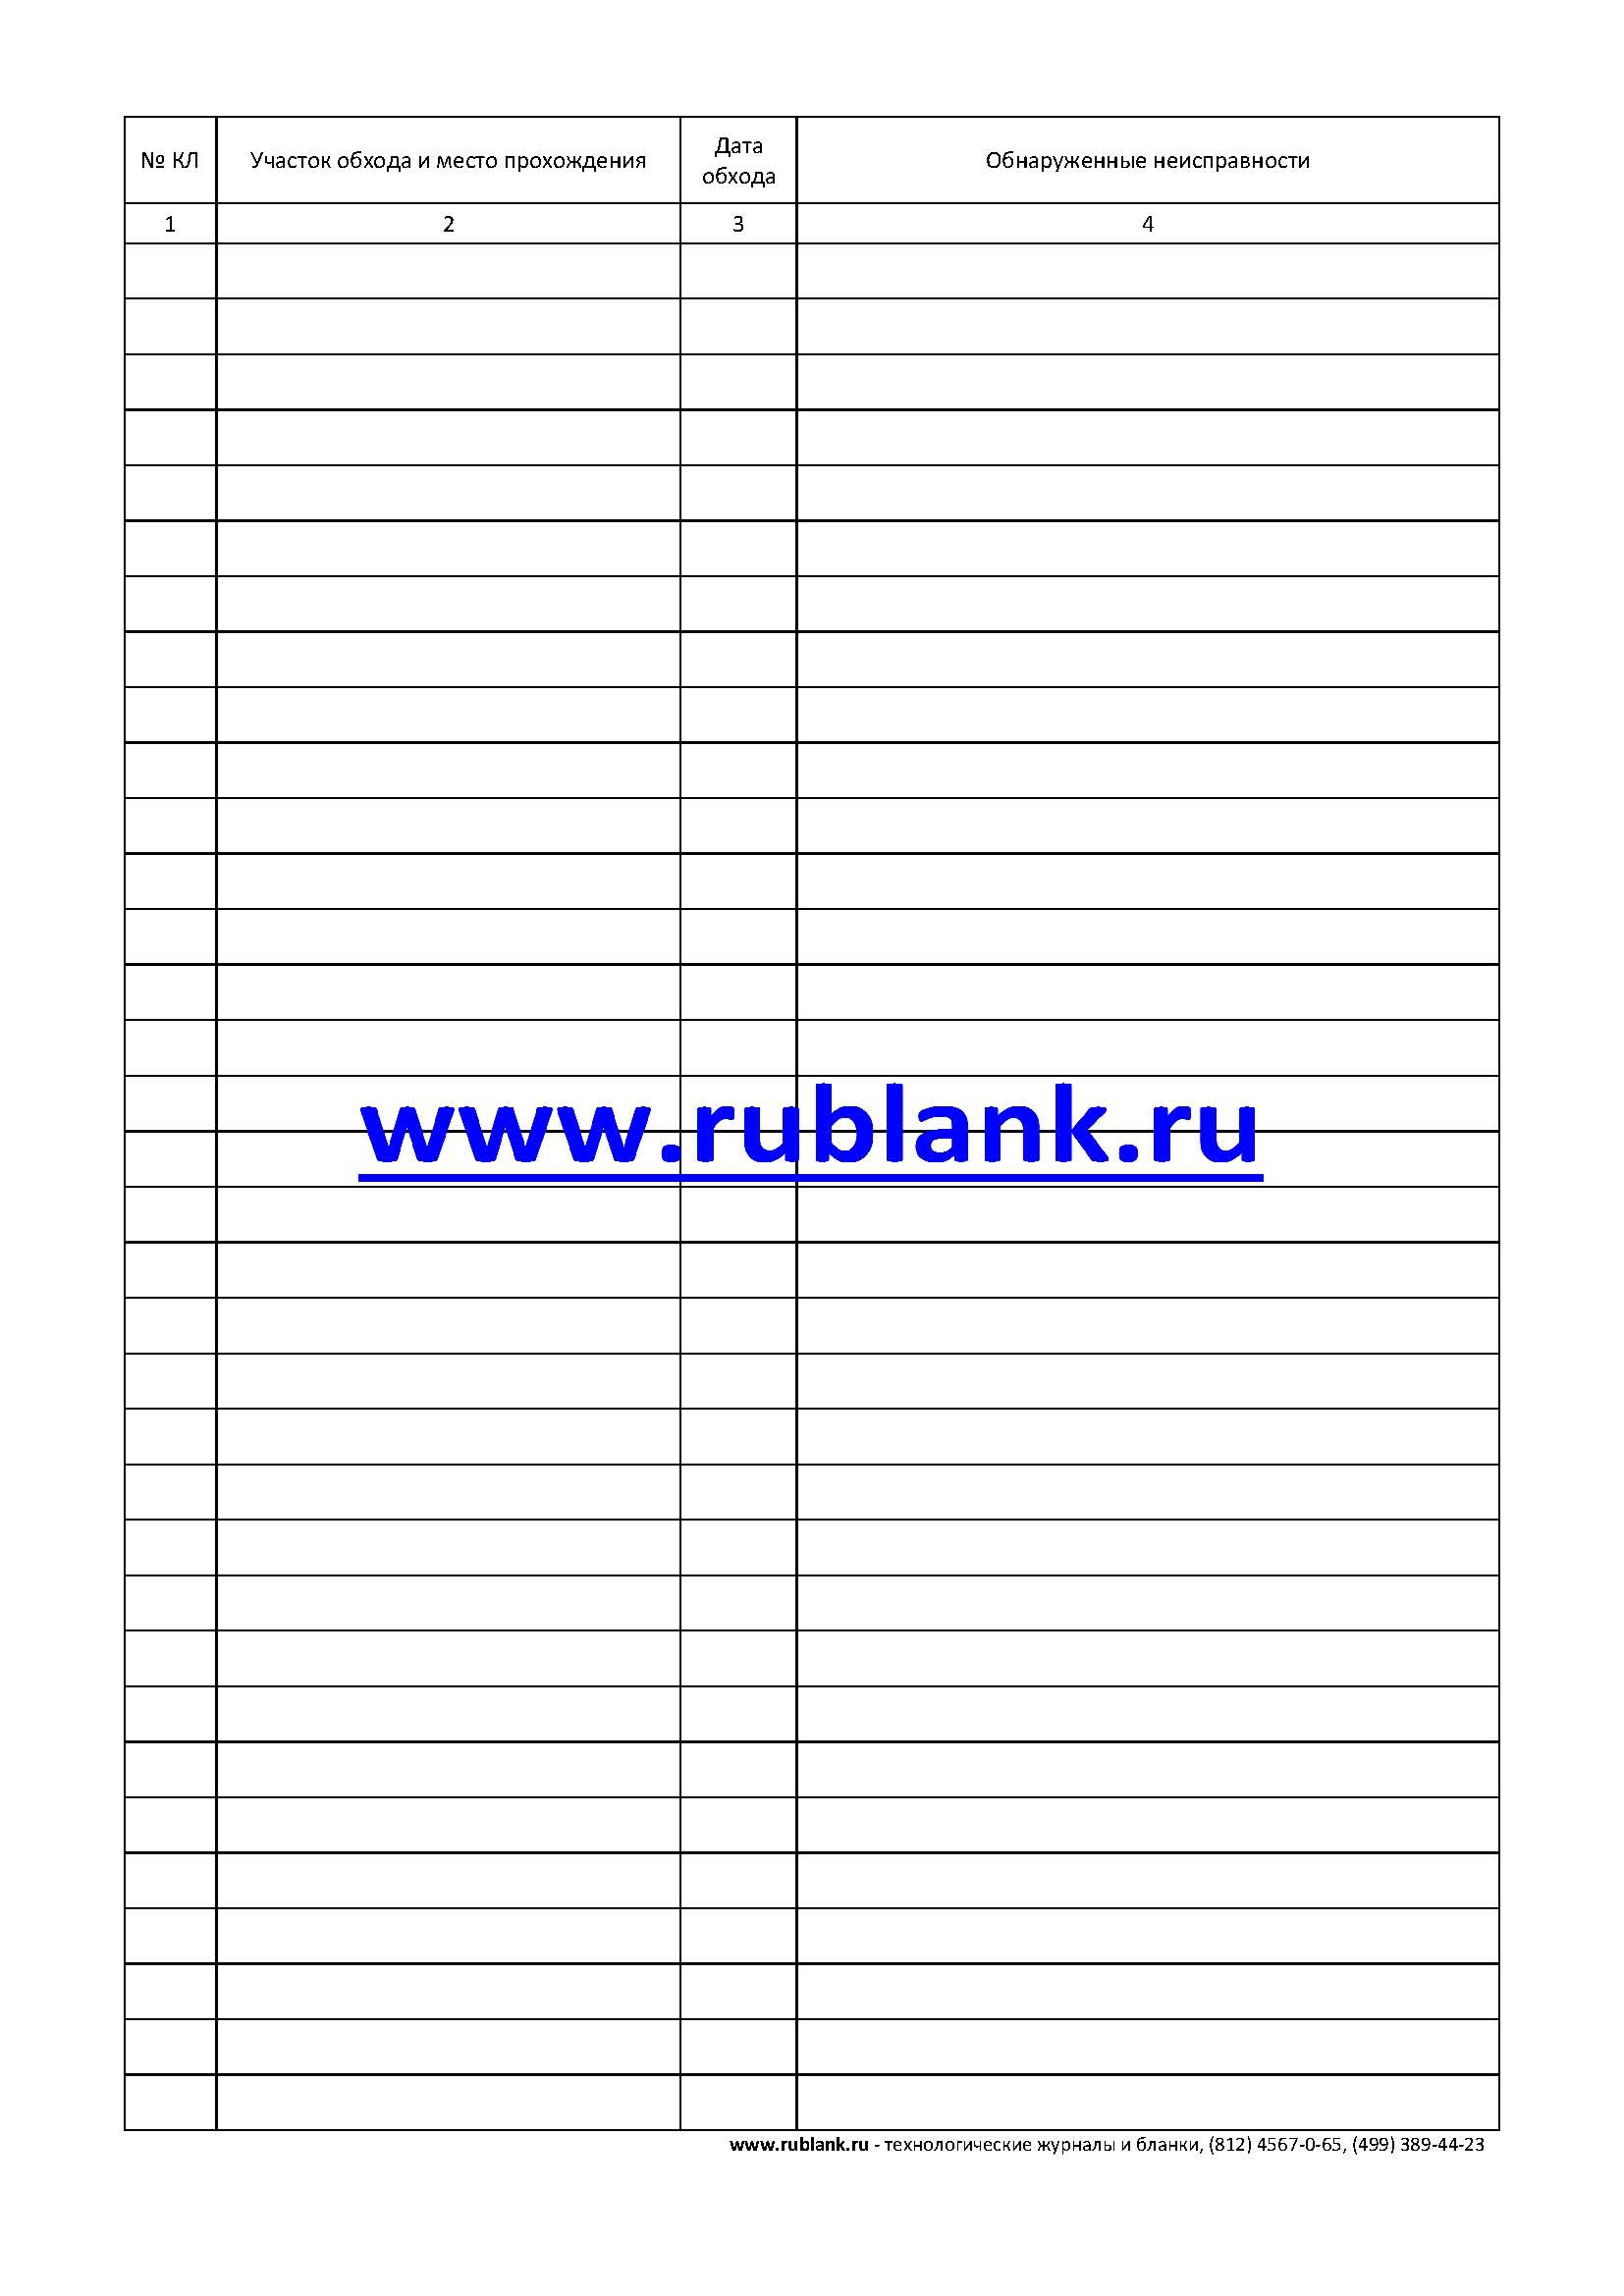 № КЛ
Участок обхода и место прохождения
Дата
обхода
Обнаруженные неисправности
1
2
3
4
www.rublank.ru
www.rublank.ru - технологические журналы и бланки, (812) 4567-0-65, (499) 389-44-23